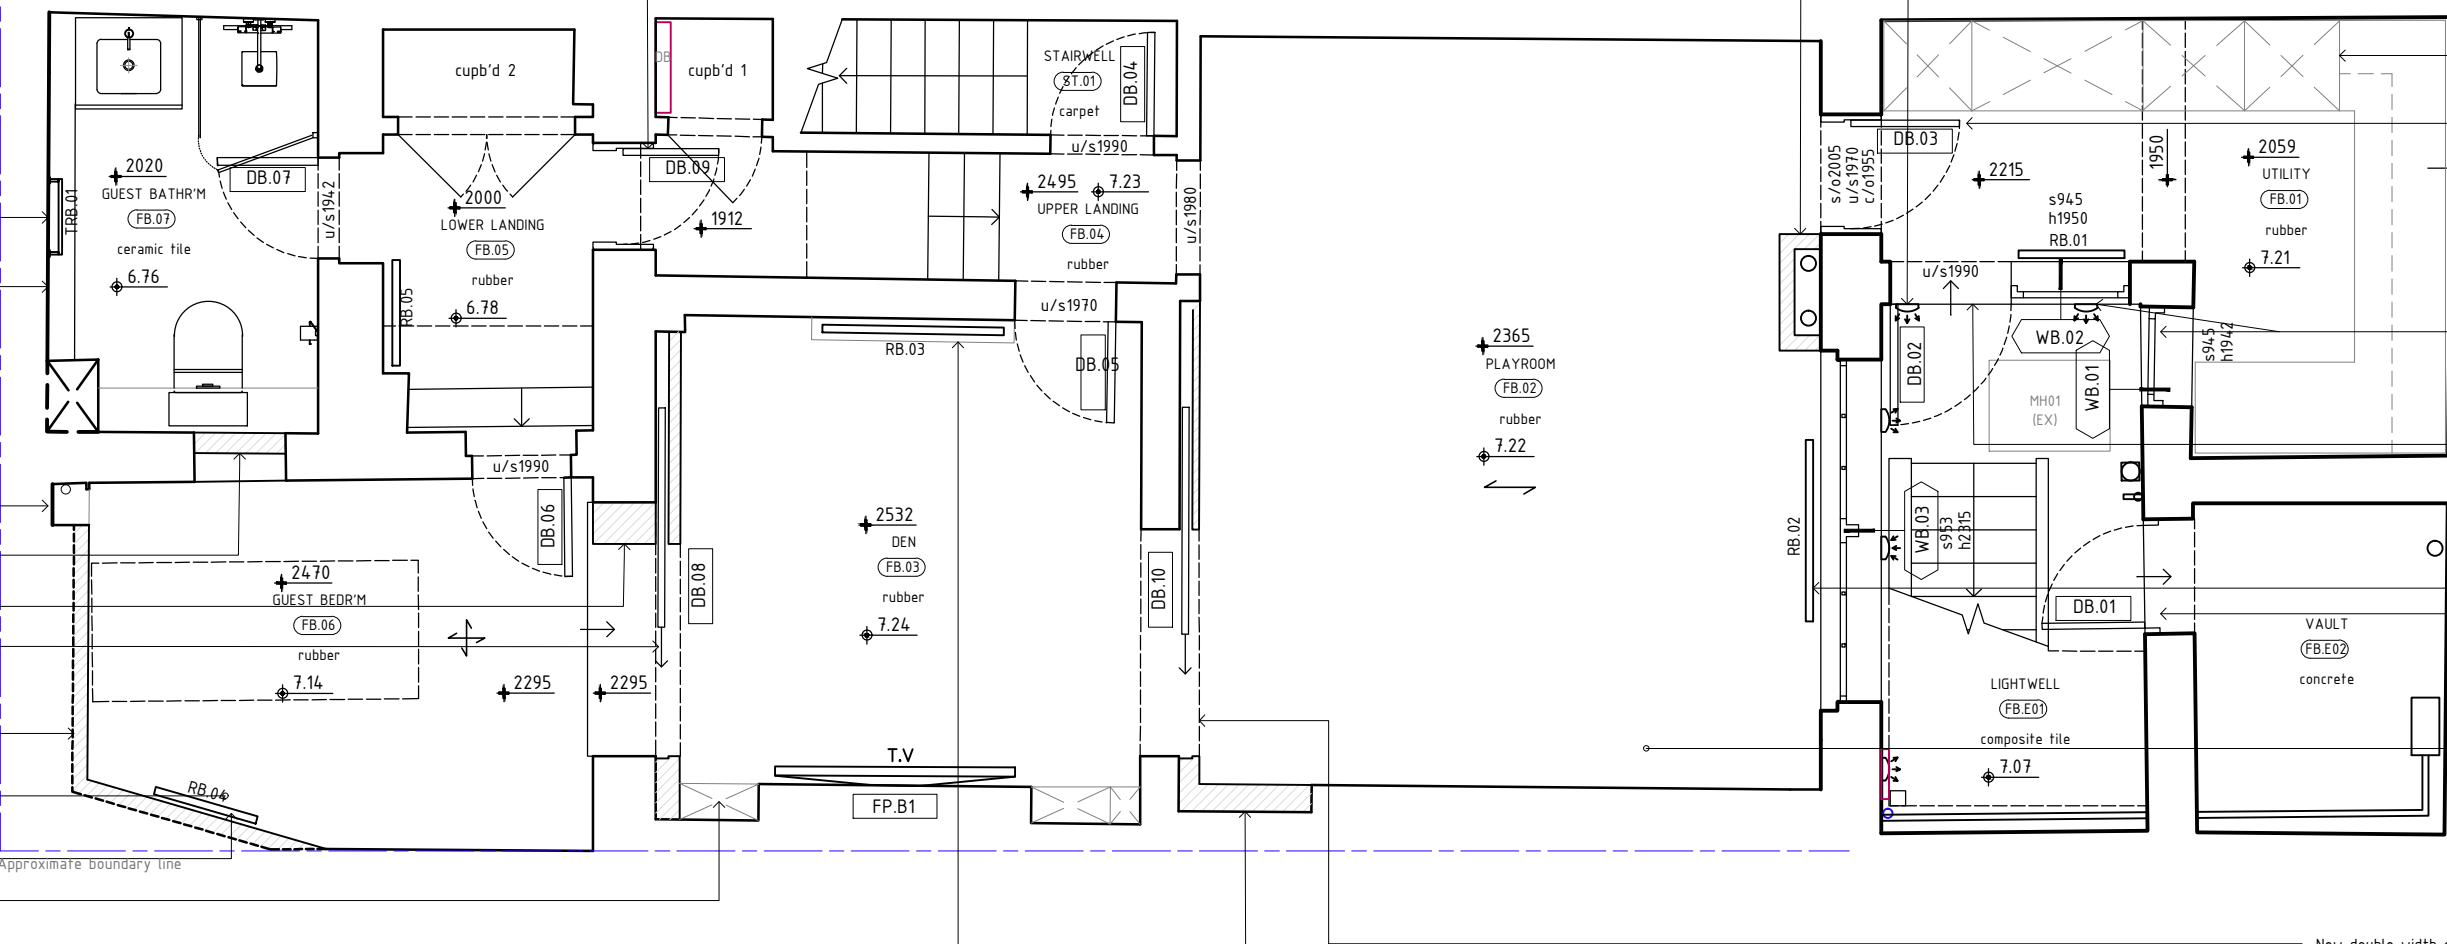 cupb'd 2
DB
cupb'd 1
STAIRWELL
ST.01
carpet
DB.04
u/s1990
2020
GUEST BATHR'M
FB.07
ceramic tile
6.76
TRB.01
DB.07
u/s1942
2000
LOWER LANDING
FB.05
rubber
6.78
RB.05
DB.09
1912
2495
7.23
UPPER LANDING
FB.04
rubber
u/s1980
u/s1970
RB.03
DB.05
2365
PLAYROOM
FB.02
rubber
7.22
RB.02
s/o2005
u/s1970
c/o1955
DB.03
2215
1950
s945
h1950
RB.01
u/s1990
2059
UTILITY
FB.01
rubber
7.21
WB.02
DB.02
WB.01
s945
h1942
MH01
(EX)
u/s1990
DB.06
2470
GUEST BEDR'M
FB.06
rubber
7.14
2295
2295
RB.04
DB.08
2532
DEN
FB.03
rubber
7.24
DB.10
T.V
FP.B1
WB.03
s953
h2315
DB.01
LIGHTWELL
FB.E01
composite tile
7.07
VAULT
FB.E02
concrete
Approximate boundary line
New double width